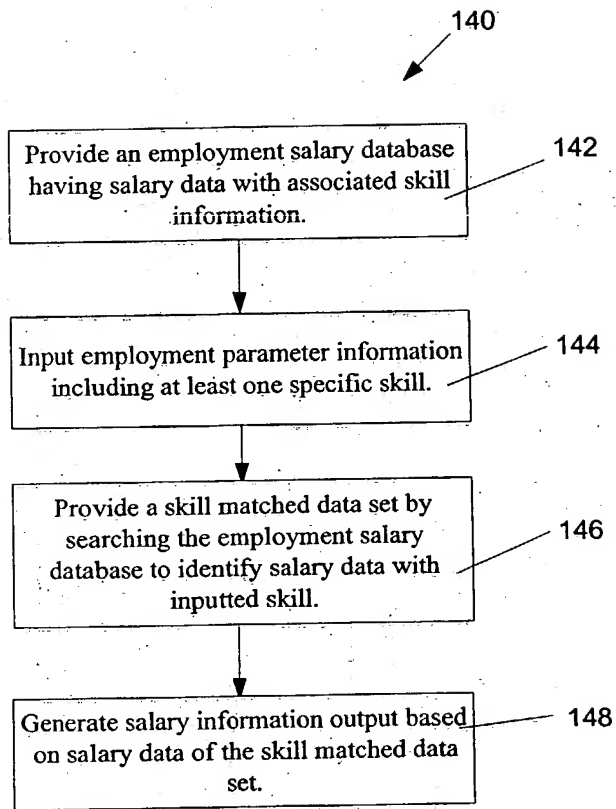 140
Provide an employment salary database
having salary data with associated skill
information.
142
Input employment parameter information
including at least one specific skill.
144
Provide a skill matched data set by
searching the employment salary
database to identify salary data with
inputted skill.
146
Generate salary information output based
on salary data of the skill matched data
set.
148